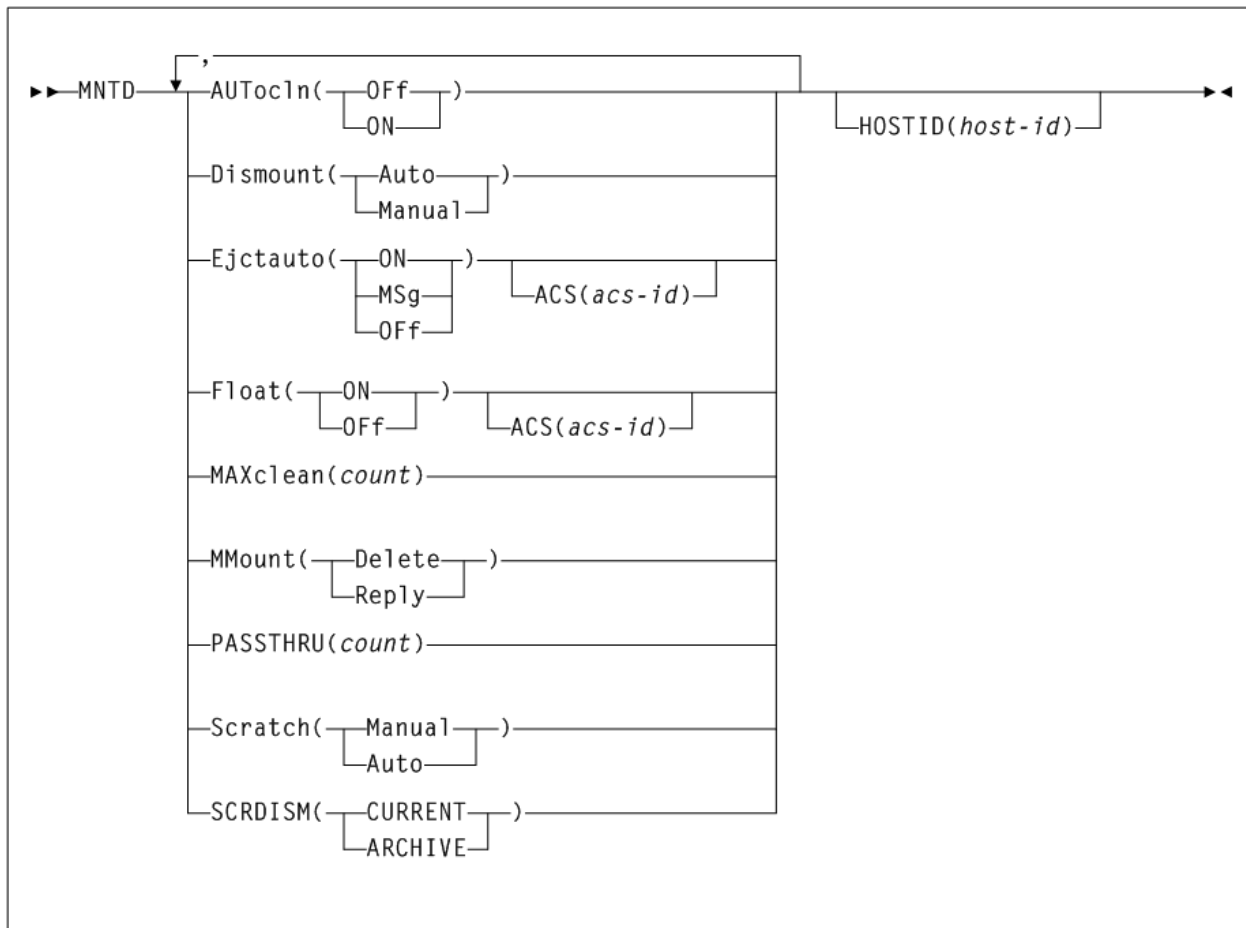 ,
MNTD AUTocln( OFf ) HOSTID(host-id)
ON
Dismount( Auto )
Manual
Ejctauto( ON ) ACS(acs-id)
MSg
OFf
Float( ON ) ACS(acs-id)
OFf
MAXclean(count)
MMount( Delete )
Reply
PASSTHRU(count)
Scratch( Manual )
Auto
SCRDISM( CURRENT )
ARCHIVE